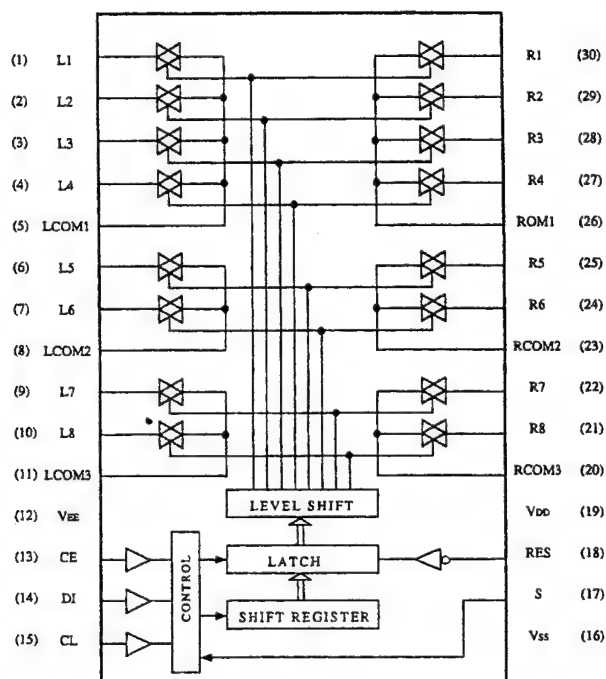 (1) L1 R1 (30)
(2) L2 R2 (29)
(3) L3 R3 (28)
(4) L4 R4 (27)
(5) LCOM1 ROM1 (26)
(6) L5 R5 (25)
(7) L6 R6 (24)
(8) LCOM2 RCOM2 (23)
(9) L7 R7 (22)
(10) L8 R8 (21)
(11) LCOM3 RCOM3 (20)
(12) VEE LEVEL SHIFT VDD (19)
(13) CE LATCH RES (18)
CONTROL
(14) DI SHIFT REGISTER S (17)
(15) CL Vss (16)